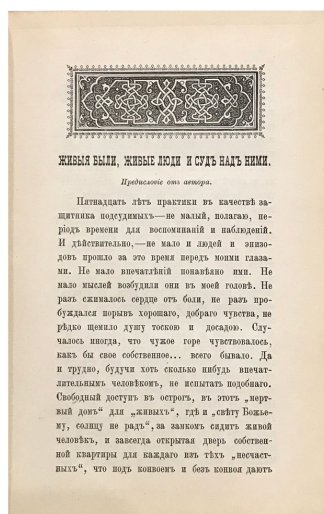 ЖИВЫЯ БЫЛИ, ЖИВЫЕ ЛЮДИ И СУДЪ НАДЪ НИМИ.
Предисловіе отъ автора.
Пятнадцать лѣтъ практики въ качествѣ за-
щитника подсудимыхъ—не малый, полагаю, пе-
ріодъ времени для воспоминаній и наблюденій.
И дѣйствительно,—не мало и людей и эпизо-
довъ прошло за это время передъ моими глаза-
ми. Не мало впечатлѣній понавѣяно ими. Не
мало мыслей возбудили они въ моей головѣ. Не
разъ сжималось сердце отъ боли, не разъ про-
буждался порывъ хорошаго, добраго чувства, не
рѣдко щемило душу тоскою и досадою. Слу-
чалось иногда, что чужое горе чувствовалось,
какъ бы свое собственное... всего бывало. Да
и трудно, будучи хоть сколько нибудь впечат-
лительнымъ человѣкомъ, не испытать подобнаго.
Свободный доступъ въ острогъ, въ этотъ „мерт-
вый домъ“ для „живыхъ“, гдѣ и „свѣту Божье-
му, солнцу не радъ“, за замкомъ сидитъ живой
человѣкъ, и завсегда открытая дверь собствен-
ной квартиры для каждаго изъ тѣхъ „несчаст-
ныхъ“, что подъ конвоемъ и безъ конвоя даютъ